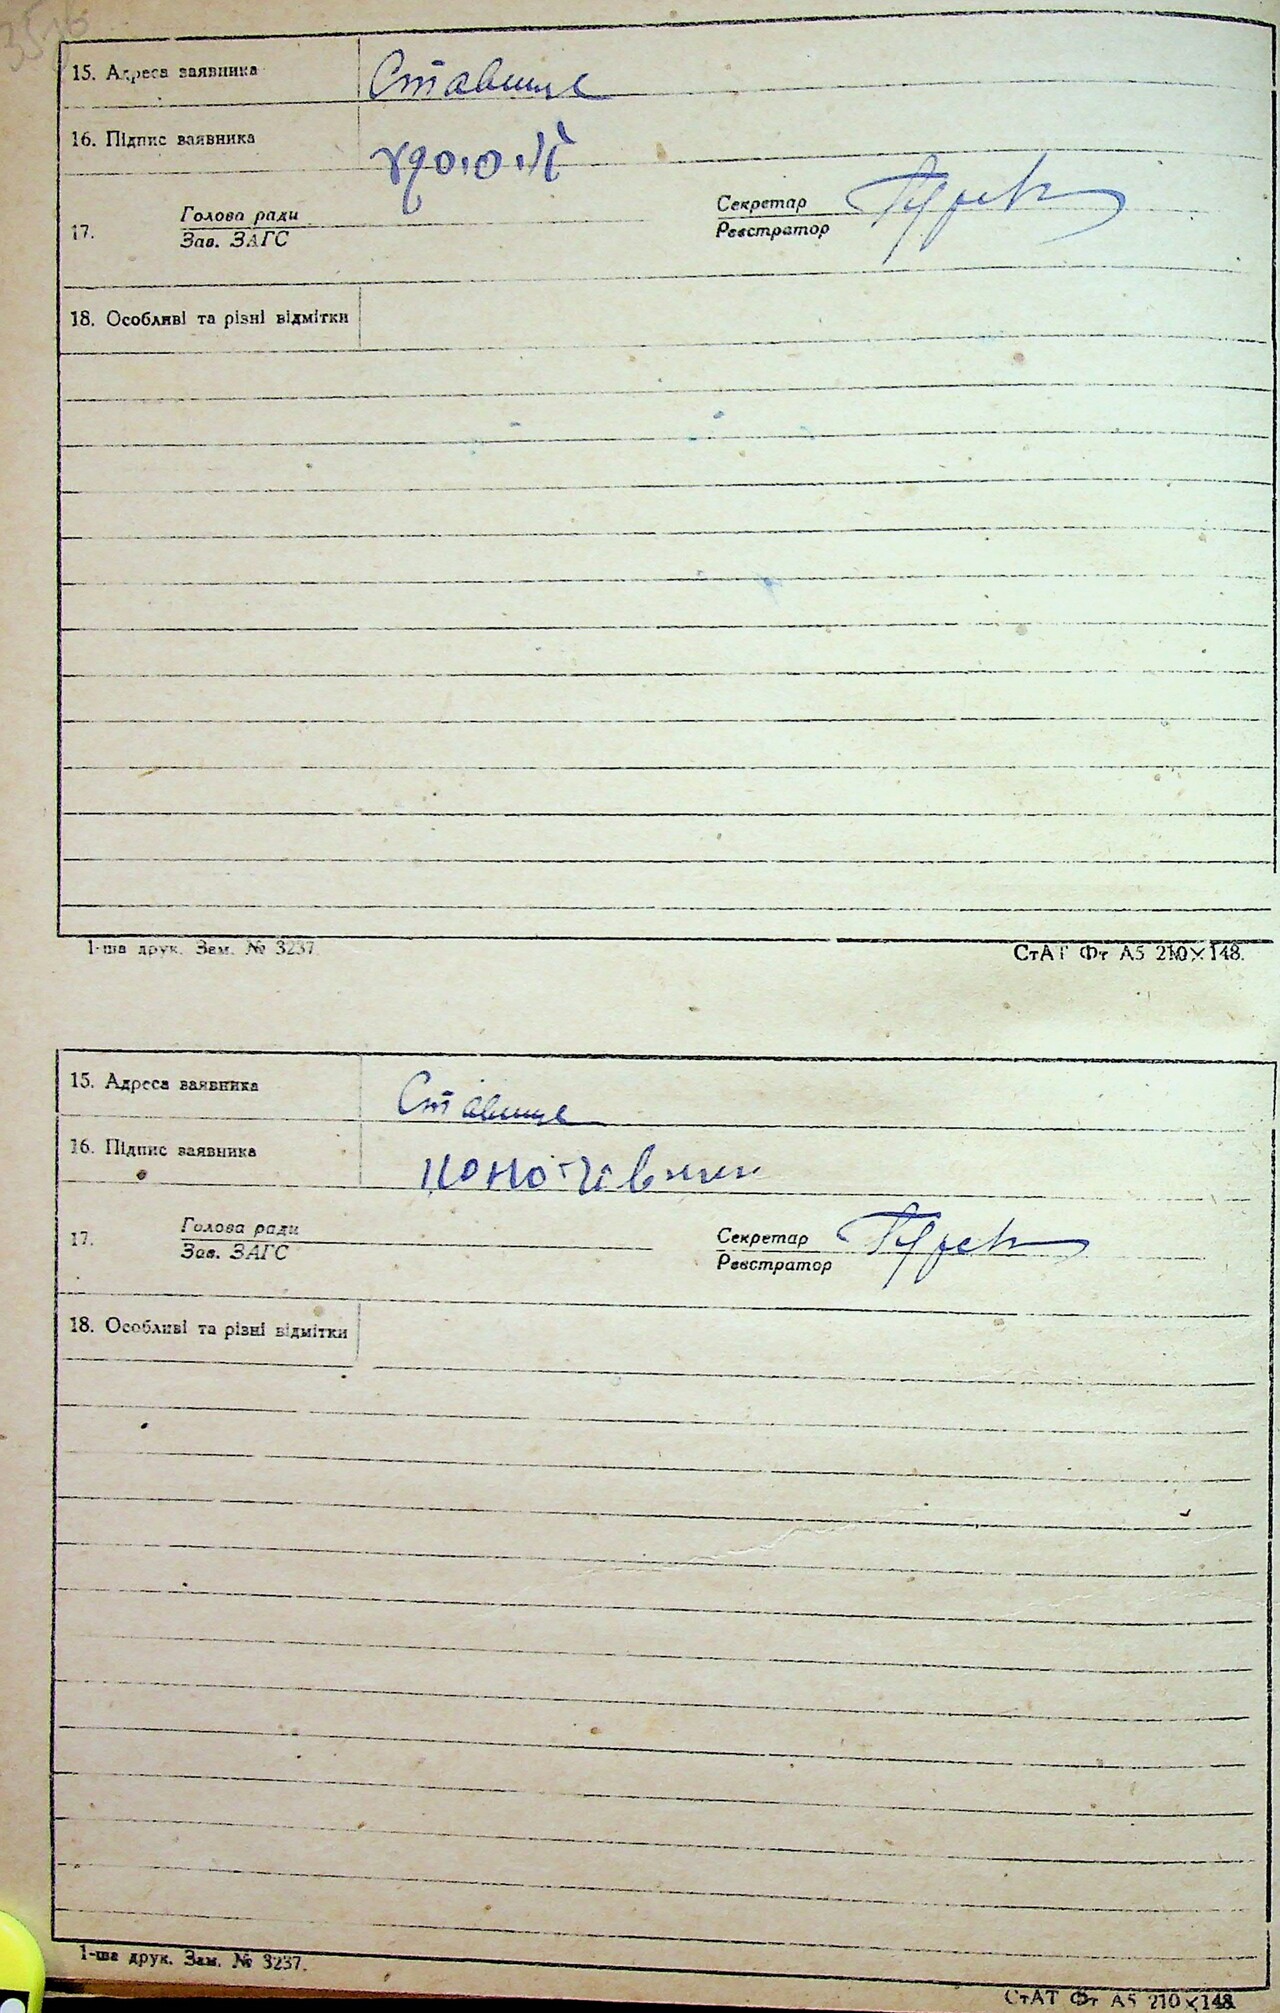 15. Адреса заявника Ставище
16. Підпис заявника
17. Голова ради Секретар
Зав. ЗАГС Реєстратор
18. Особливі та різні відмітки
1-ша друк. Зам. № 3237.
СтАТ Фт А5 210×148.
15. Адреса заявника Ставище
16. Підпис заявника
17. Голова ради Секретар
Зав. ЗАГС Реєстратор
18. Особливі та різні відмітки
1-ша друк. Зам. № 3237.
СтАТ Фт А5 210×148